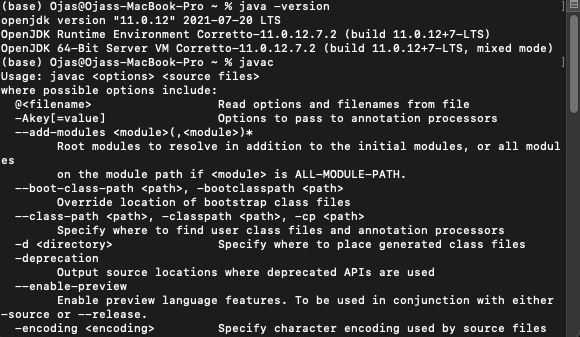 (base) Ojas@Ojass-MacBook-Pro ~ % java -version
openjdk version "11.0.12" 2021-07-20 LTS
OpenJDK Runtime Environment Corretto-11.0.12.7.2 (build 11.0.12+7-LTS)
OpenJDK 64-Bit Server VM Corretto-11.0.12.7.2 (build 11.0.12+7-LTS, mixed mode)
(base) Ojas@Ojass-MacBook-Pro ~ % javac
Usage: javac <options> <source files>
where possible options include:
  @<filename>                  Read options and filenames from file
  -Akey[=value]                Options to pass to annotation processors
  --add-modules <module>(,<module>)*
        Root modules to resolve in addition to the initial modules, or all modul
es
        on the module path if <module> is ALL-MODULE-PATH.
  --boot-class-path <path>, -bootclasspath <path>
        Override location of bootstrap class files
  --class-path <path>, -classpath <path>, -cp <path>
        Specify where to find user class files and annotation processors
  -d <directory>               Specify where to place generated class files
  -deprecation
        Output source locations where deprecated APIs are used
  --enable-preview
        Enable preview language features. To be used in conjunction with either
-source or --release.
  -encoding <encoding>         Specify character encoding used by source files